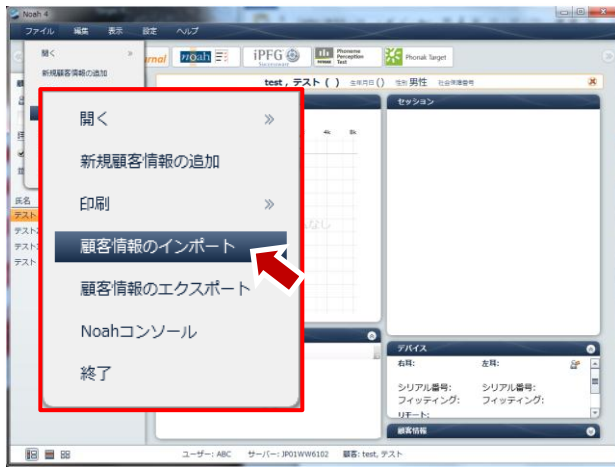 Noah 4
ファイル 編集 表示 設定 ヘルプ
開く »
新規顧客情報の追加
rnal noah iPFG Phoneme Perception Test Phonak Target
test , テスト ( ) 生年月日 () 性別 男性 社会保障番号
セッション
開く »
新規顧客情報の追加
印刷 »
顧客情報のインポート
顧客情報のエクスポート
Noahコンソール
終了
4k 8k
なし
氏名
テスト
テスト
テスト
テスト
デバイス
右耳: 左耳:
シリアル番号: シリアル番号:
フィッティング: フィッティング:
リモート:
顧客情報
ユーザー: ABC サーバー: JP01WW6102 顧客: test, テスト